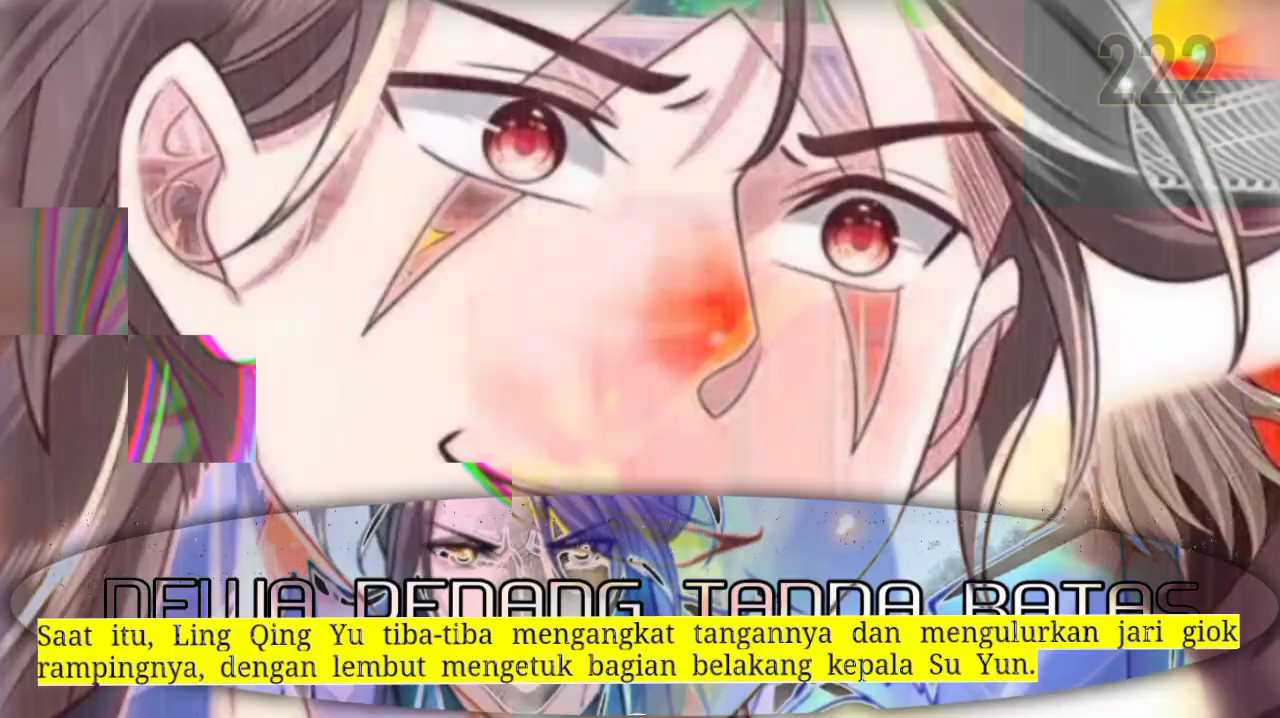 222
DEWA PEDANG TANPA BATAS
Saat itu, Ling Qing Yu tiba-tiba mengangkat tangannya dan mengulurkan jari giok
rampingnya, dengan lembut mengetuk bagian belakang kepala Su Yun.